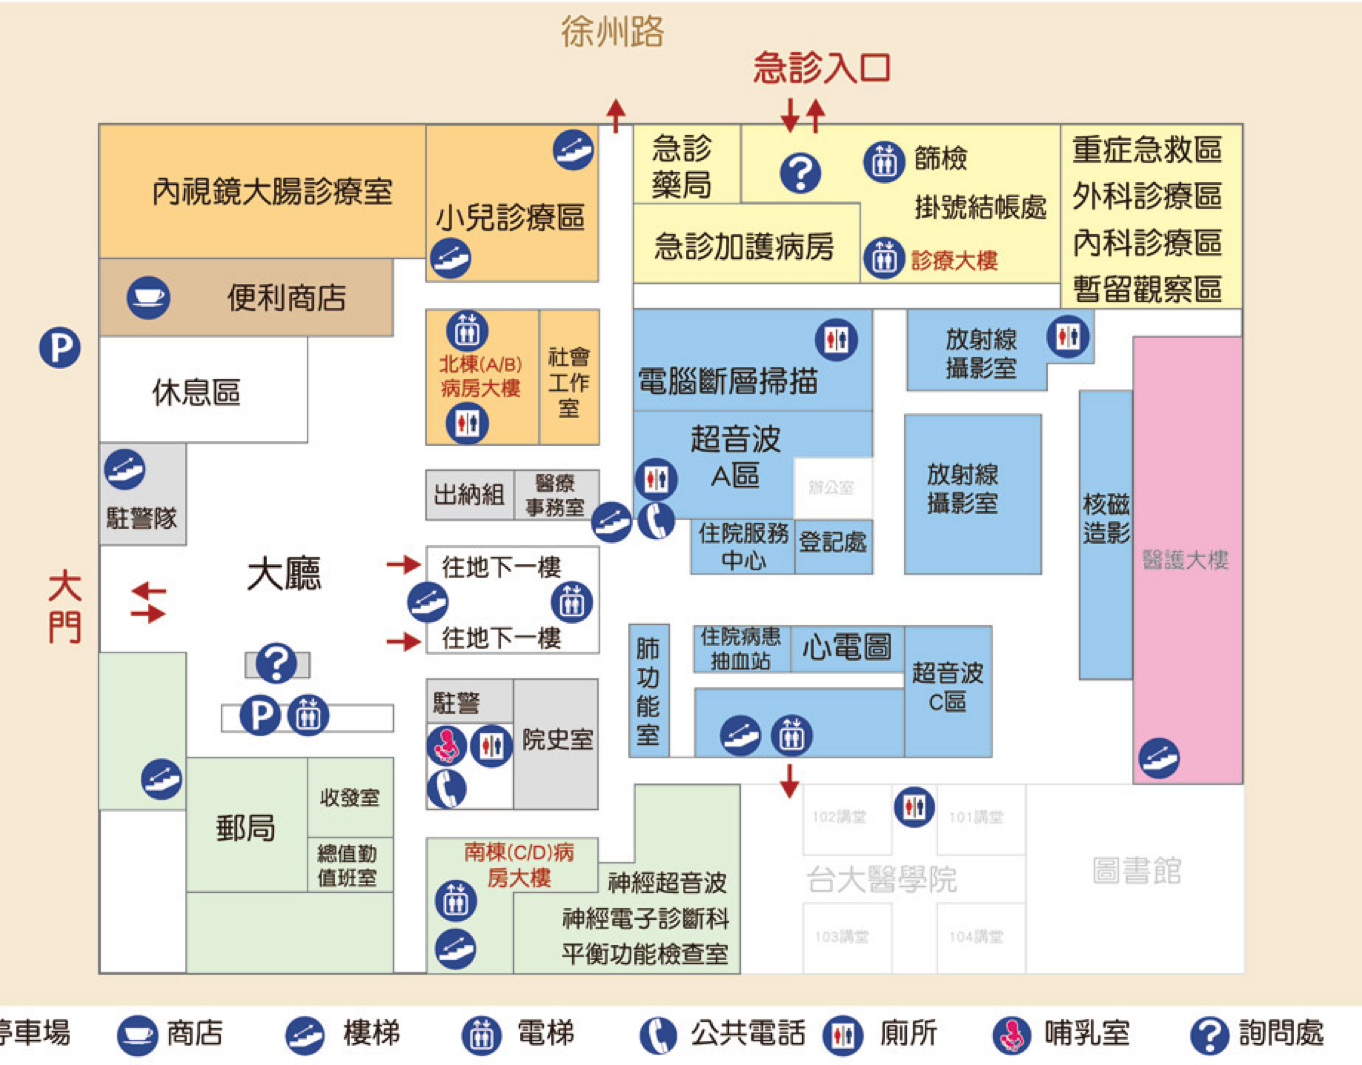 徐州路
急診入口
內視鏡大腸診療室
小兒診療區
急診
藥局
?
篩檢
掛號結帳處
重症急救區
外科診療區
內科診療區
暫留觀察區
急診加護病房
診療大樓
便利商店
P
休息區
北棟(A/B)
病房大樓
社會
工作
室
電腦斷層掃描
放射線
攝影室
超音波
A區
辦公室
放射線
攝影室
核磁
造影
醫護大樓
駐警隊
出納組
醫療
事務室
住院服務
中心
登記處
大
門
大廳
往地下一樓
往地下一樓
肺
功
能
室
住院病患
抽血站
心電圖
超音波
C區
?
P
駐警
院史室
郵局
收發室
總值勤
值班室
南棟(C/D)病
房大樓
神經超音波
神經電子診斷科
平衡功能檢查室
102講堂
101講堂
台大醫學院
圖書館
103講堂
104講堂
停車場
商店
樓梯
電梯
公共電話
廁所
哺乳室
?
詢問處